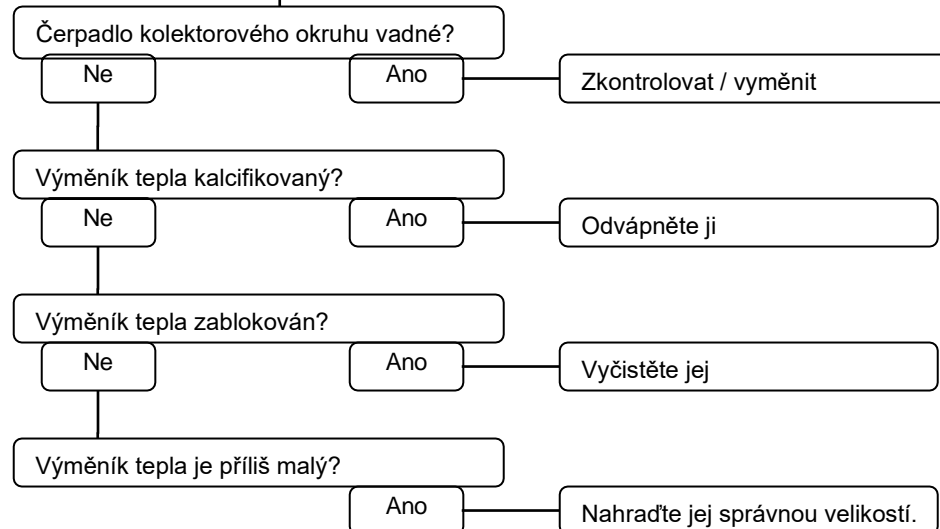 Čerpadlo kolektorového okruhu vadné?
Ne
Ano
Zkontrolovat / vyměnit
Výměník tepla kalcifikovaný?
Ne
Ano
Odvápněte ji
Výměník tepla zablokován?
Ne
Ano
Vyčistěte jej
Výměník tepla je příliš malý?
Ano
Nahraďte jej správnou velikostí.